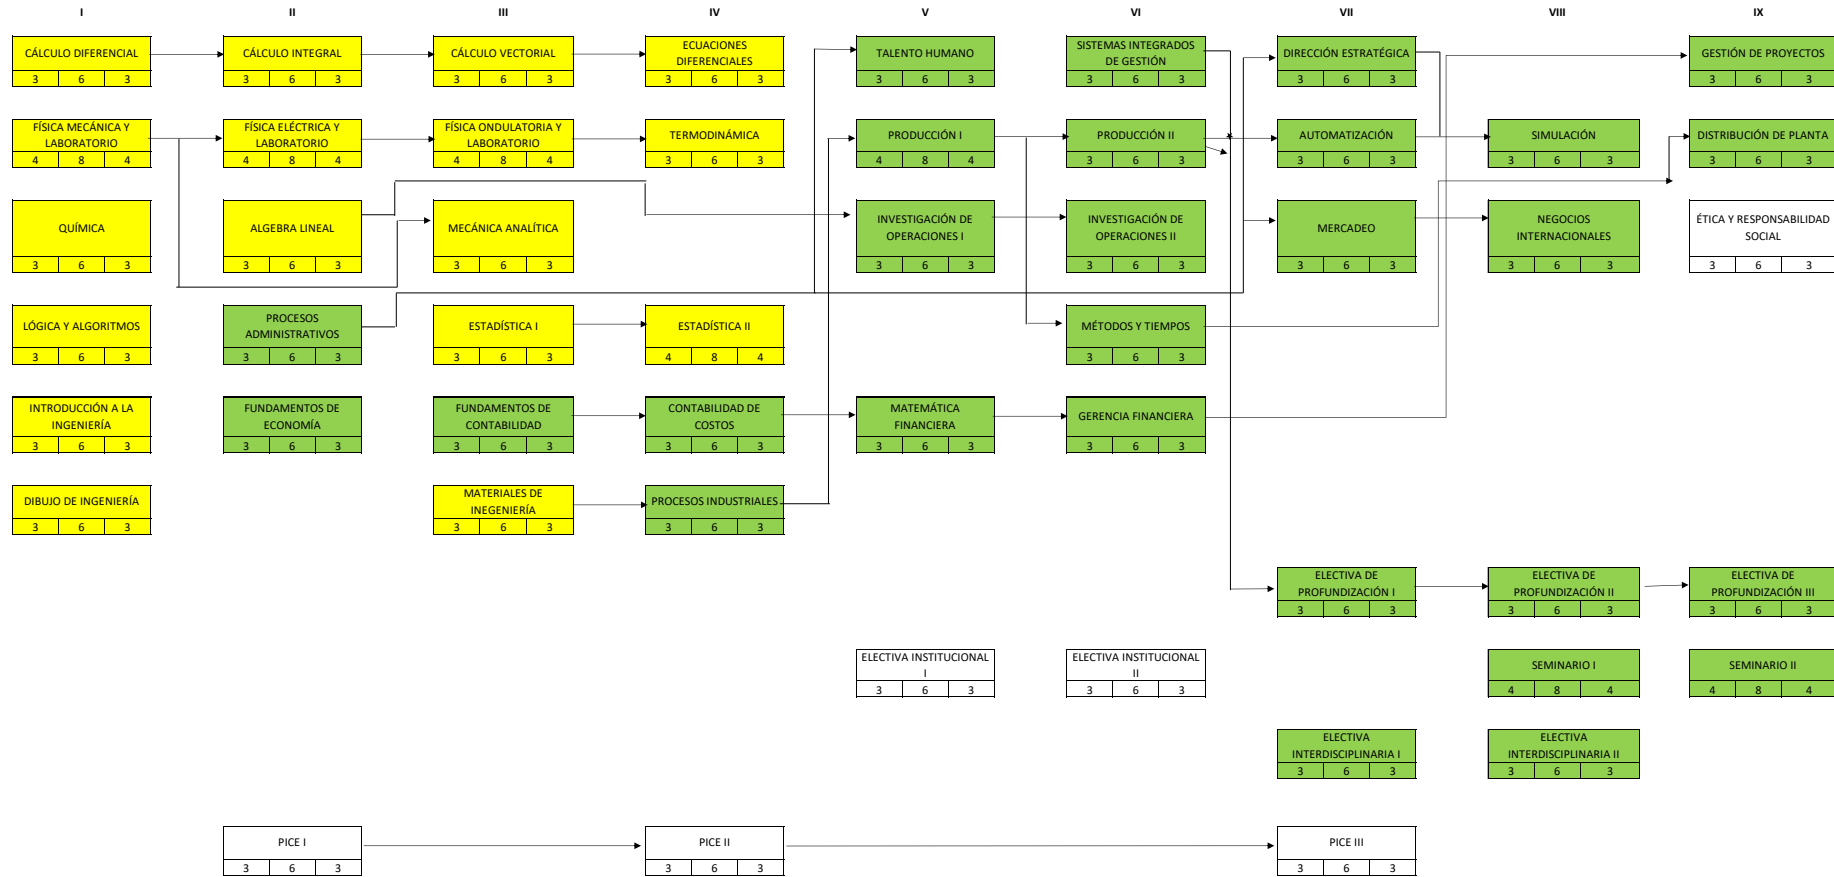 I II III IV V VI VII VIII IX
CÁLCULO DIFERENCIAL
3 6 3
CÁLCULO INTEGRAL
3 6 3
CÁLCULO VECTORIAL
3 6 3
ECUACIONES
DIFERENCIALES
3 6 3
TALENTO HUMANO
3 6 3
SISTEMAS INTEGRADOS
DE GESTIÓN
3 6 3
DIRECCIÓN ESTRATÉGICA
3 6 3
GESTIÓN DE PROYECTOS
3 6 3
FÍSICA MECÁNICA Y
LABORATORIO
4 8 4
FÍSICA ELÉCTRICA Y
LABORATORIO
4 8 4
FÍSICA ONDULATORIA Y
LABORATORIO
4 8 4
TERMODINÁMICA
3 6 3
PRODUCCIÓN I
4 8 4
PRODUCCIÓN II
3 6 3
AUTOMATIZACIÓN
3 6 3
SIMULACIÓN
3 6 3
DISTRIBUCIÓN DE PLANTA
3 6 3
QUÍMICA
3 6 3
ALGEBRA LINEAL
3 6 3
MECÁNICA ANALÍTICA
3 6 3
INVESTIGACIÓN DE
OPERACIONES I
3 6 3
INVESTIGACIÓN DE
OPERACIONES II
3 6 3
MERCADEO
3 6 3
NEGOCIOS
INTERNACIONALES
3 6 3
ÉTICA Y RESPONSABILIDAD
SOCIAL
3 6 3
LÓGICA Y ALGORITMOS
3 6 3
PROCESOS
ADMINISTRATIVOS
3 6 3
ESTADÍSTICA I
3 6 3
ESTADÍSTICA II
4 8 4
MÉTODOS Y TIEMPOS
3 6 3
INTRODUCCIÓN A LA
INGENIERÍA
3 6 3
FUNDAMENTOS DE
ECONOMÍA
3 6 3
FUNDAMENTOS DE
CONTABILIDAD
3 6 3
CONTABILIDAD DE
COSTOS
3 6 3
MATEMÁTICA
FINANCIERA
3 6 3
GERENCIA FINANCIERA
3 6 3
DIBUJO DE INGENIERÍA
3 6 3
MATERIALES DE
INEGENIERÍA
3 6 3
PROCESOS INDUSTRIALES
3 6 3
ELECTIVA DE
PROFUNDIZACIÓN I
3 6 3
ELECTIVA DE
PROFUNDIZACIÓN II
3 6 3
ELECTIVA DE
PROFUNDIZACIÓN III
3 6 3
ELECTIVA INSTITUCIONAL
I
3 6 3
ELECTIVA INSTITUCIONAL
II
3 6 3
SEMINARIO I
4 8 4
SEMINARIO II
4 8 4
ELECTIVA
INTERDISCIPLINARIA I
3 6 3
ELECTIVA
INTERDISCIPLINARIA II
3 6 3
PICE I
3 6 3
PICE II
3 6 3
PICE III
3 6 3